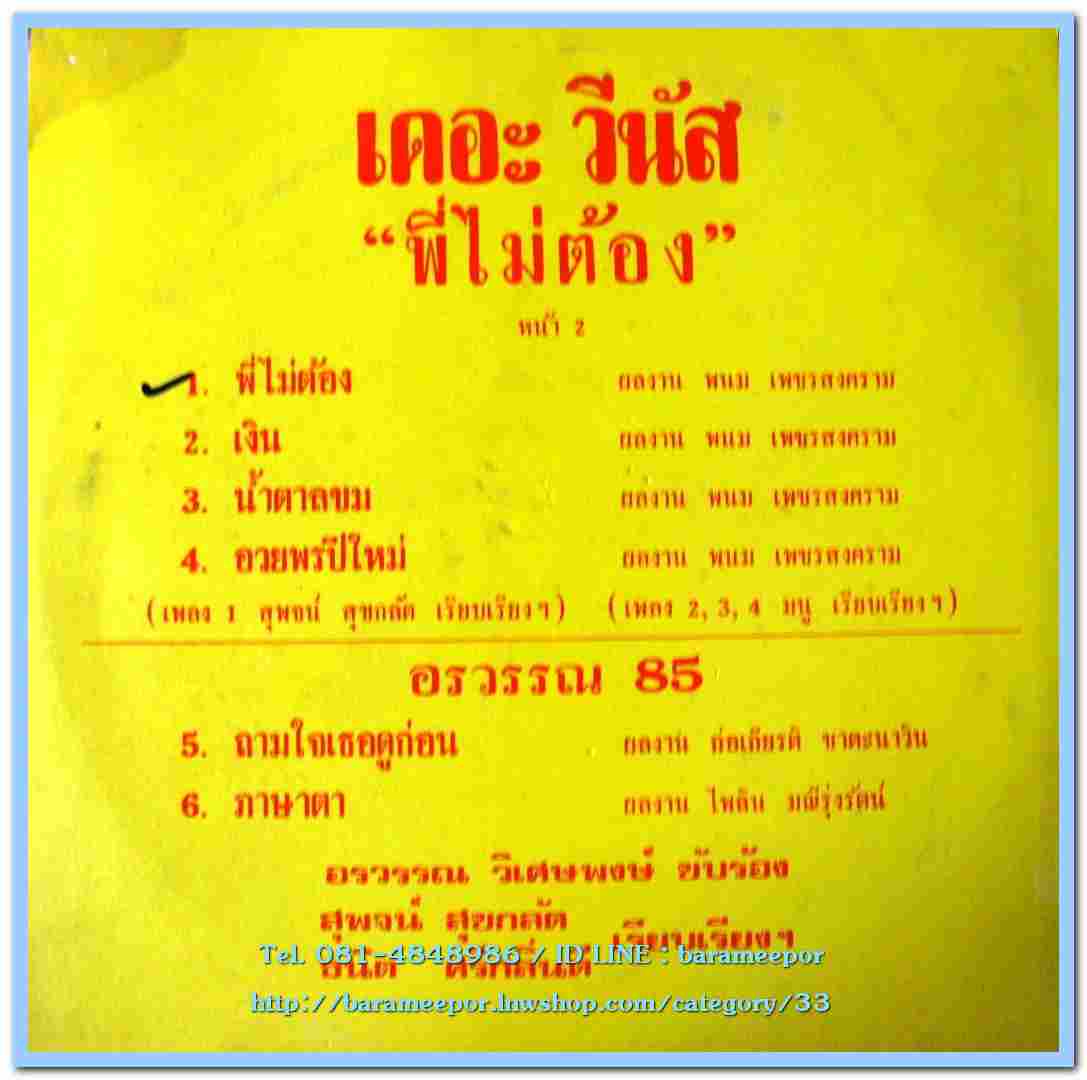 เดอะ วีนัส
“พี่ไม่ต้อง”
หน้า 2
1. พี่ไม่ต้อง ผลงาน พนม เพชรสงคราม
2. เงิน ผลงาน พนม เพชรสงคราม
3. น้ำตาลขม ผลงาน พนม เพชรสงคราม
4. อวยพรปีใหม่ ผลงาน พนม เพชรสงคราม
(เพลง 1 สุพจน์ สุขกลัด เรียบเรียงฯ) (เพลง 2, 3, 4 มนู เรียบเรียงฯ)
อรวรรณ 85
5. ถามใจเธอดูก่อน ผลงาน ก่อเกียรติ ชาตะนาวิน
6. ภาษาตา ผลงาน ไพลิน มณีรุ่งรัตน์
อรวรรณ วิเศษพงษ์ ขับร้อง
สุพจน์ สุขกลัด
เรียบเรียงฯ
Tel. 081-4848986 / ID LINE : barameepor
http://barameepor.lnwshop.com/category/33